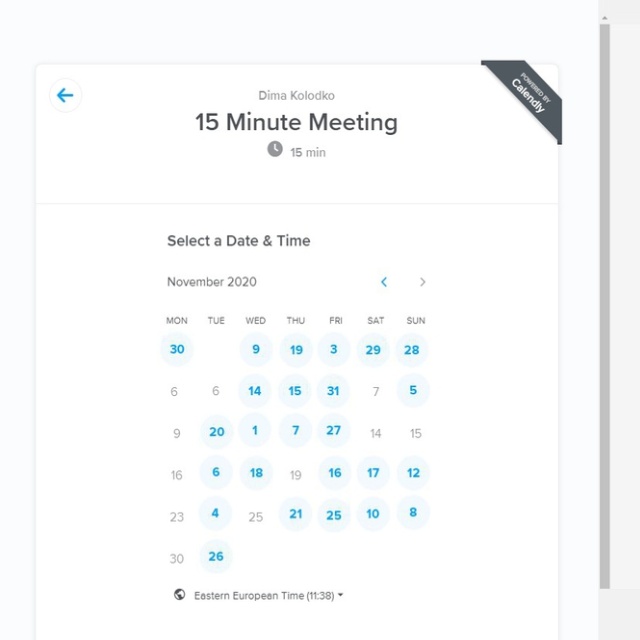 POWERED BY
Calendly
Dima Kolodko
15 Minute Meeting
15 min
Select a Date & Time
November 2020
MON TUE WED THU FRI SAT SUN
30 9 19 3 29 28
6 6 14 15 31 7 5
9 20 1 7 27 14 15
16 6 18 19 16 17 12
23 4 25 21 25 10 8
30 26
Eastern European Time (11:38)